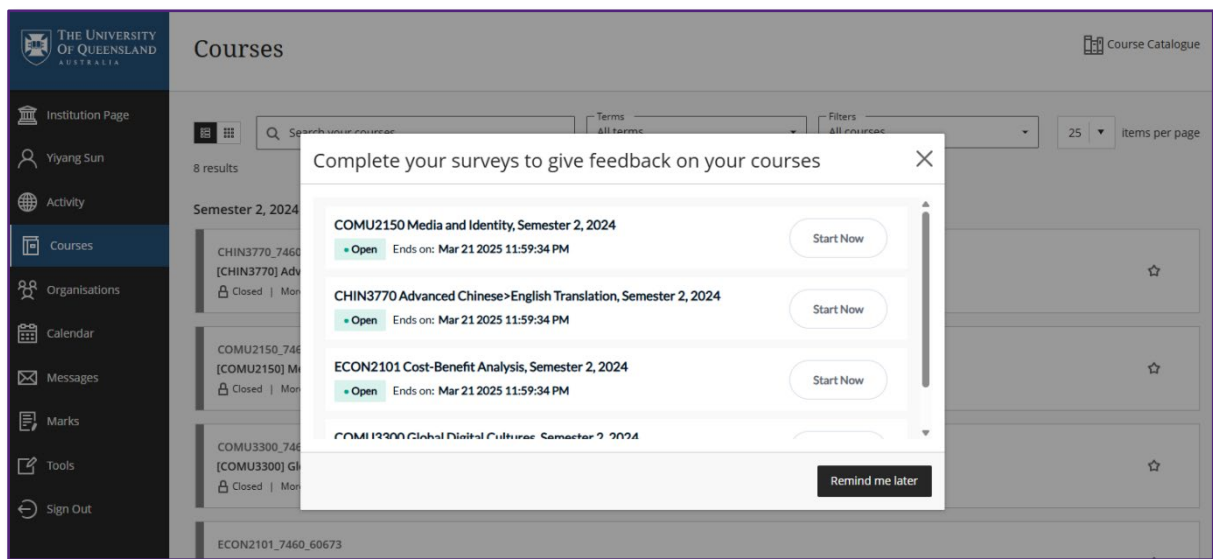 THE UNIVERSITY
OF QUEENSLAND
AUSTRALIA
Courses
Course Catalogue
Institution Page
Yiyang Sun
Activity
Courses
Organisations
Calendar
Messages
Marks
Tools
Sign Out
Search your courses
Terms
All terms
Filters
All courses
25
items per page
8 results
Semester 2, 2024
CHIN3770_7460
[CHIN3770]
Closed |
COMU2150_746
[COMU2150]
Closed |
COMU3300_746
[COMU3300]
Closed |
ECON2101_7460_60673
Complete your surveys to give feedback on your courses
COMU2150 Media and Identity, Semester 2, 2024
• Open Ends on: Mar 21 2025 11:59:34 PM
Start Now
CHIN3770 Advanced Chinese>English Translation, Semester 2, 2024
• Open Ends on: Mar 21 2025 11:59:34 PM
Start Now
ECON2101 Cost-Benefit Analysis, Semester 2, 2024
• Open Ends on: Mar 21 2025 11:59:34 PM
Start Now
COMU3300 Global Digital Cultures, Semester 2, 2024
Remind me later